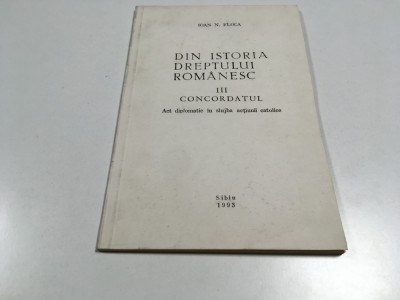 IOAN N. FLOCA
DIN ISTORIA
DREPTULUI
ROMÂNESC
III
CONCORDATUL
Act diplomatic în slujba acțiunii catolice
Sibiu
1993